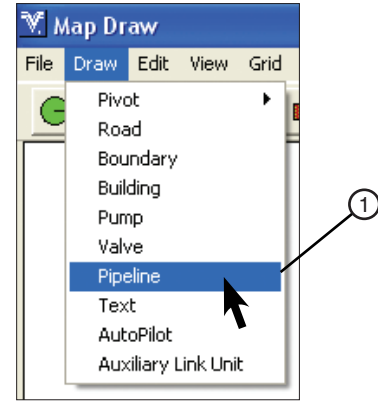 Map Draw
File Draw Edit View Grid
Pivot
Road
Boundary
Building
Pump
Valve
Pipeline
Text
AutoPilot
Auxiliary Link Unit
1